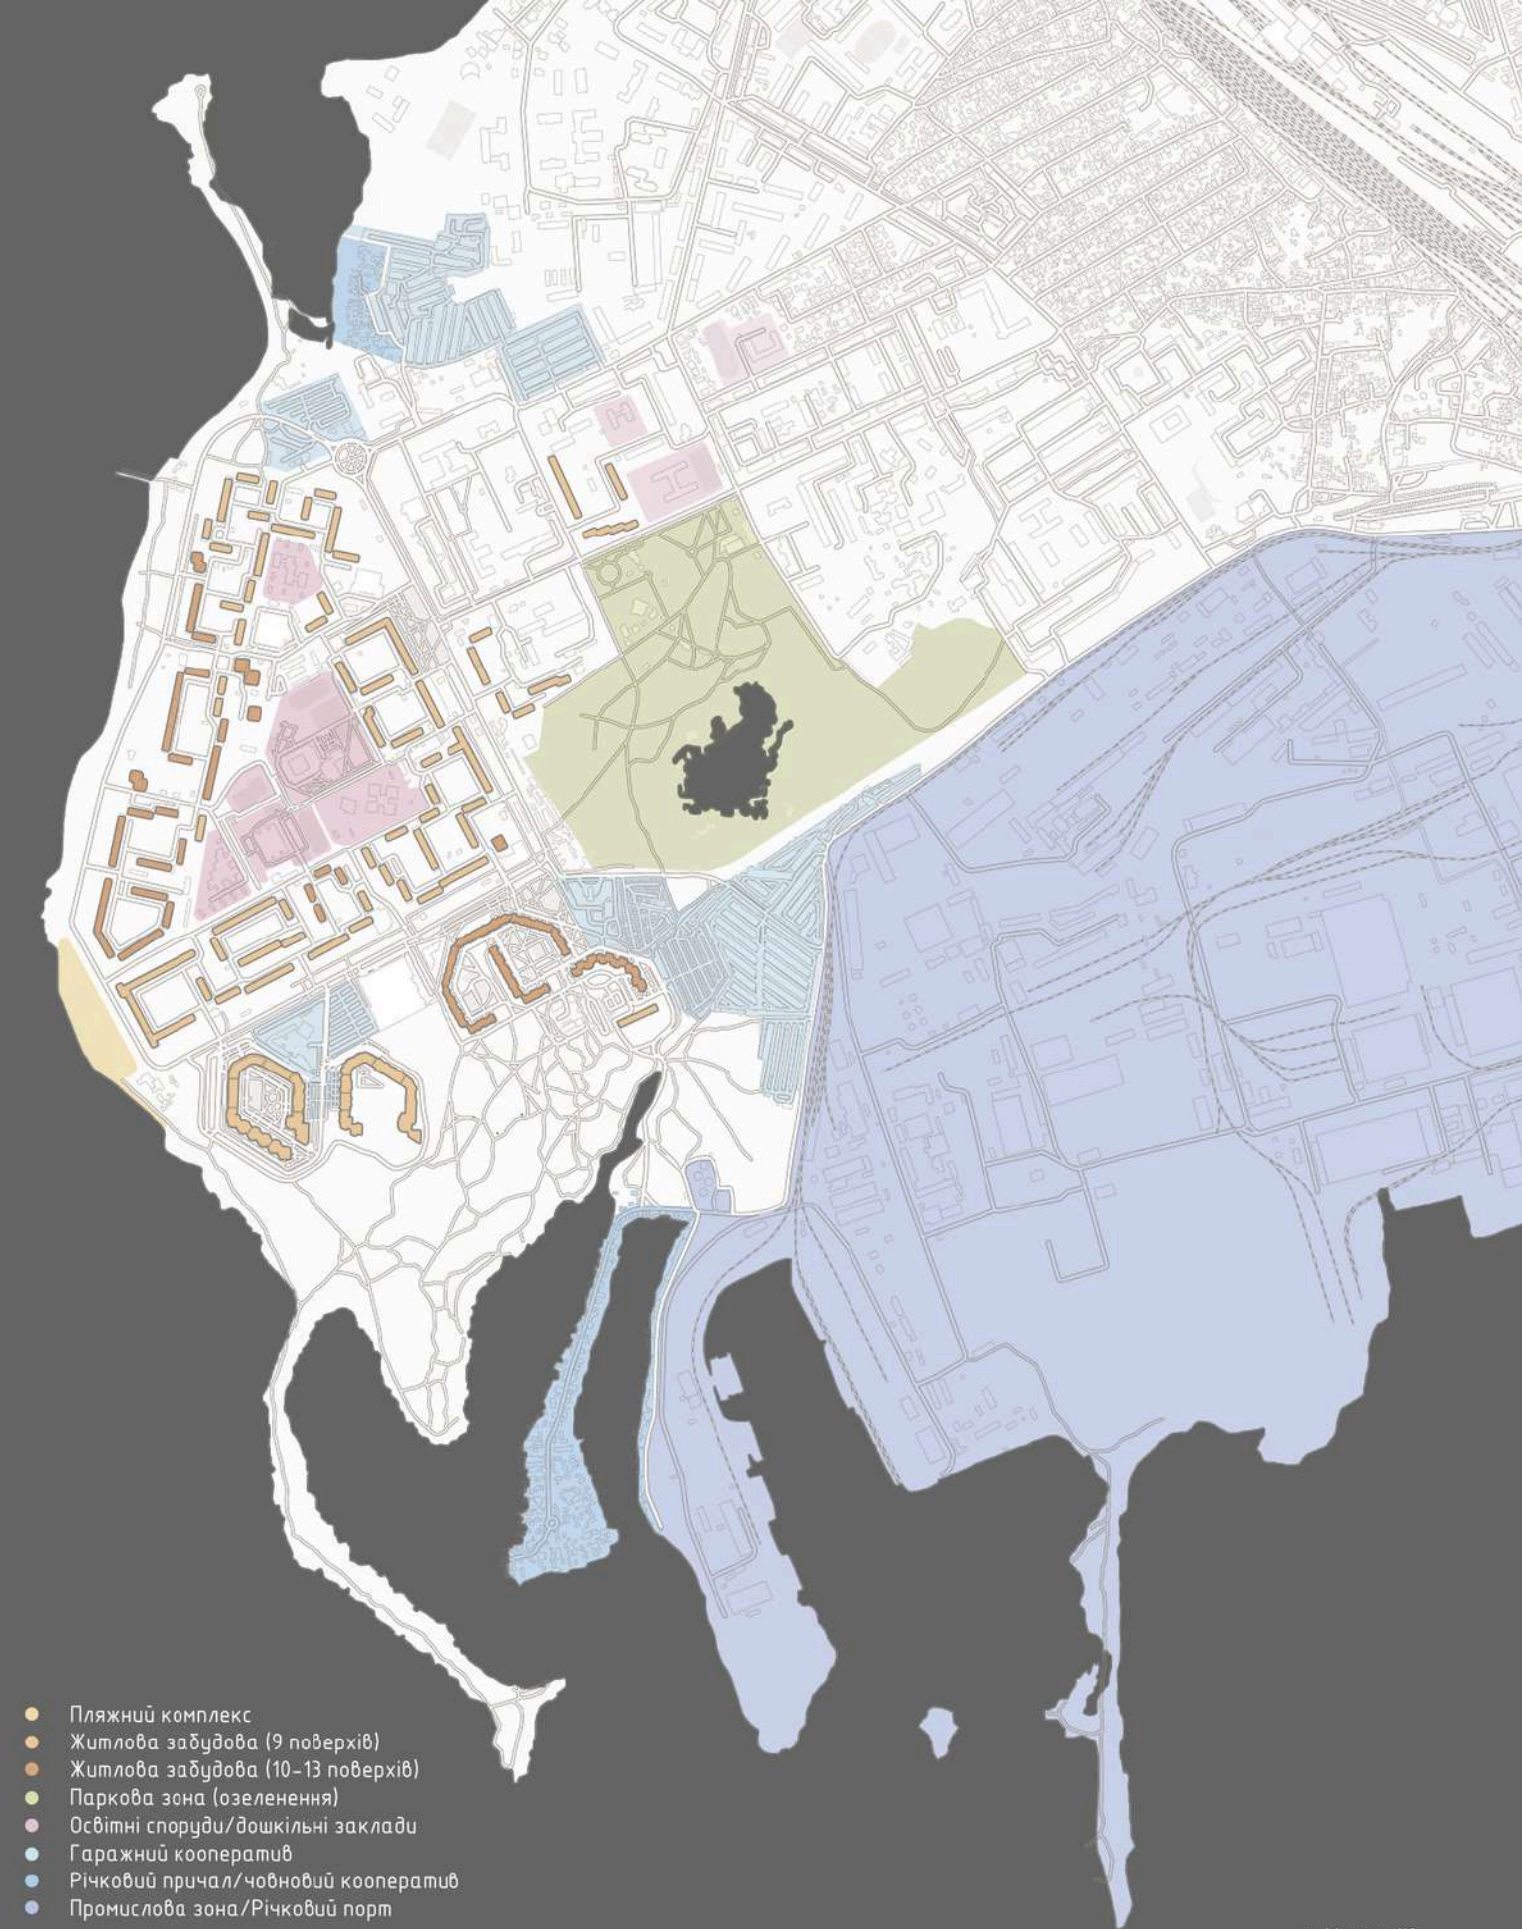 Пляжний комплекс
Житлова забудова (9 поверхів)
Житлова забудова (10-13 поверхів)
Паркова зона (озеленення)
Освітні споруди/дошкільні заклади
Гаражний кооператив
Річковий причал/човновий кооператив
Промислова зона/Річковий порт